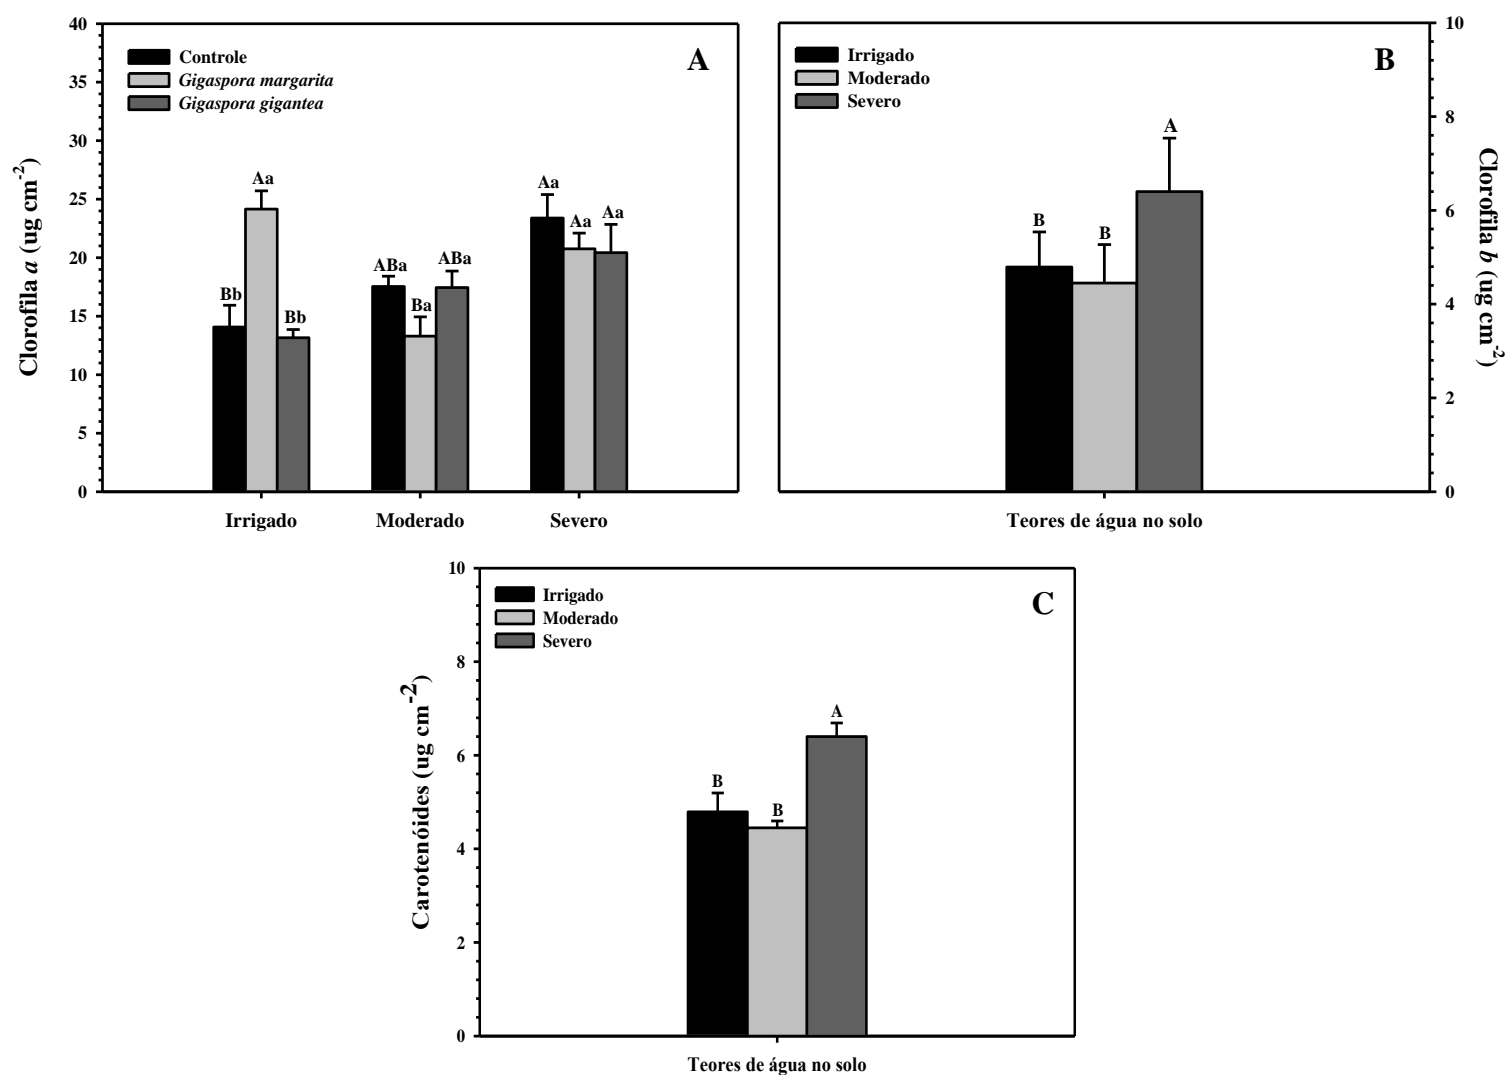 40
35
30
25
20
15
10
5
0
Clorofila a (ug cm-2)
Controle
Gigaspora margarita
Gigaspora gigantea
A
Bb
Aa
Bb
ABa
Ba
ABa
Aa
Aa
Aa
Irrigado Moderado Severo
Irrigado
Moderado
Severo
B
B
B
A
10
8
6
4
2
0
Clorofila b (ug cm-2)
Teores de água no solo
10
8
6
4
2
0
Carotenóides (ug cm-2)
Irrigado
Moderado
Severo
C
B
B
A
Teores de água no solo